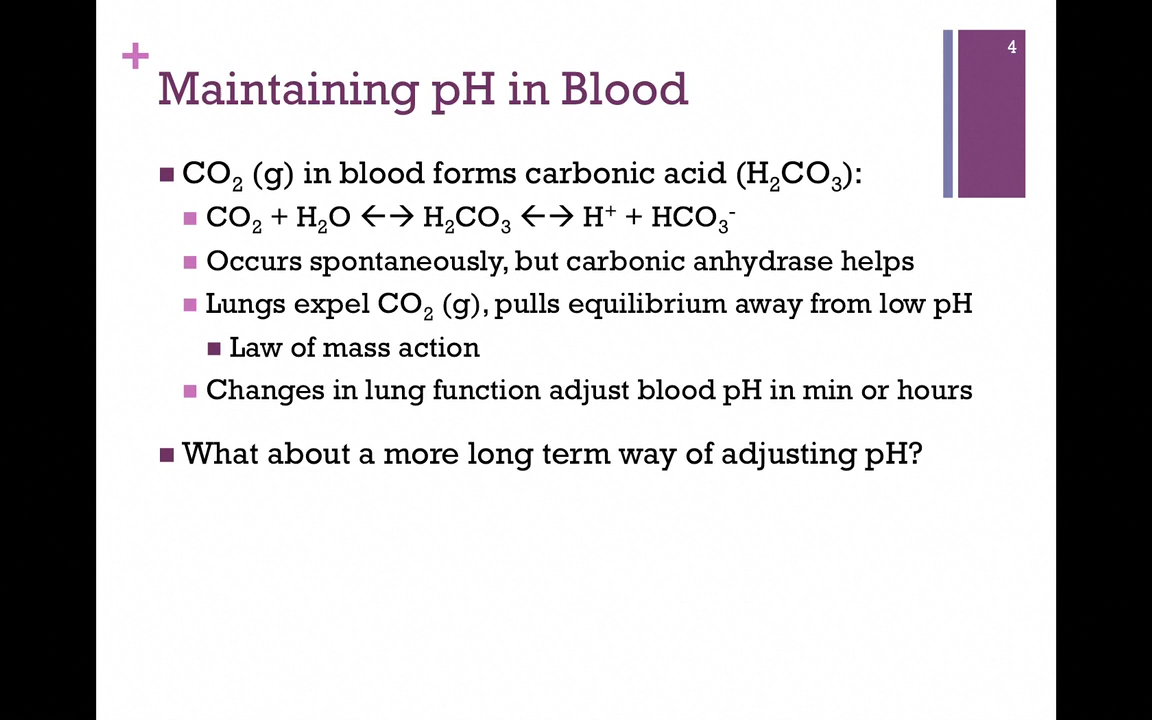 4
+
Maintaining pH in Blood
CO₂ (g) in blood forms carbonic acid (H₂CO₃):
CO₂ + H₂O ←→ H₂CO₃ ←→ H⁺ + HCO₃⁻
Occurs spontaneously, but carbonic anhydrase helps
Lungs expel CO₂ (g), pulls equilibrium away from low pH
Law of mass action
Changes in lung function adjust blood pH in min or hours
What about a more long term way of adjusting pH?